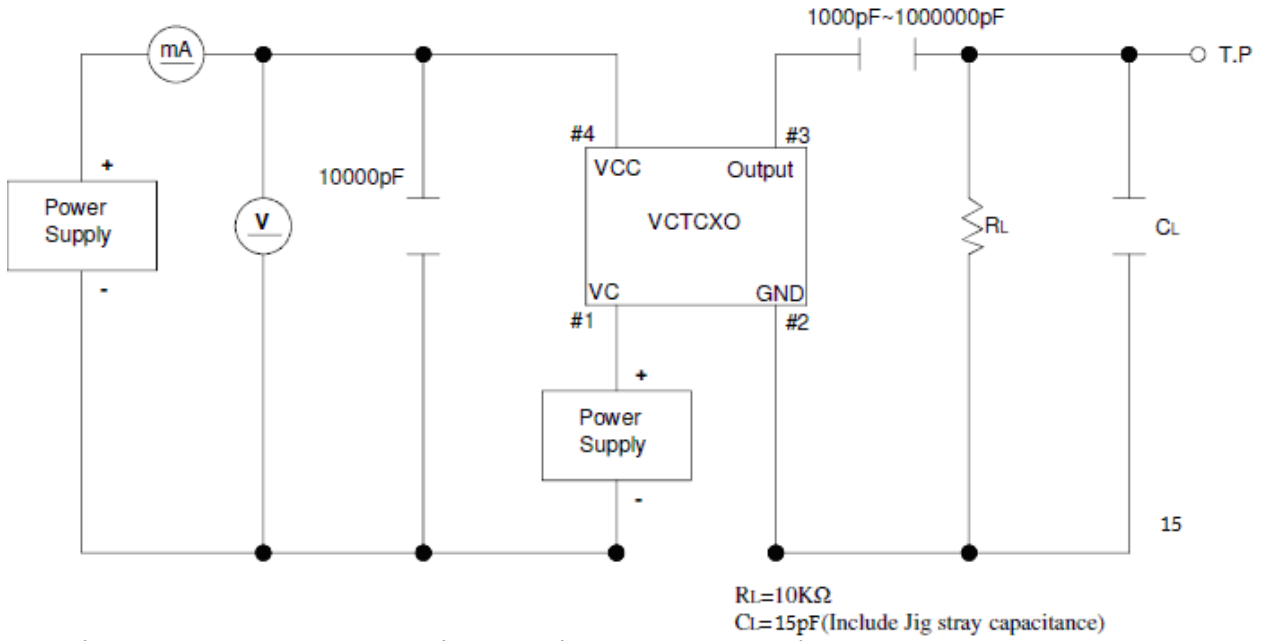 1000pF~1000000pF
mA
T.P
#4
#3
VCC
Output
+
10000pF
Power
Supply
V
VCTCXO
RL
CL
-
VC
GND
#1
#2
+
Power
Supply
-
15
RL=10KΩ
CL=15pF(Include Jig stray capacitance)